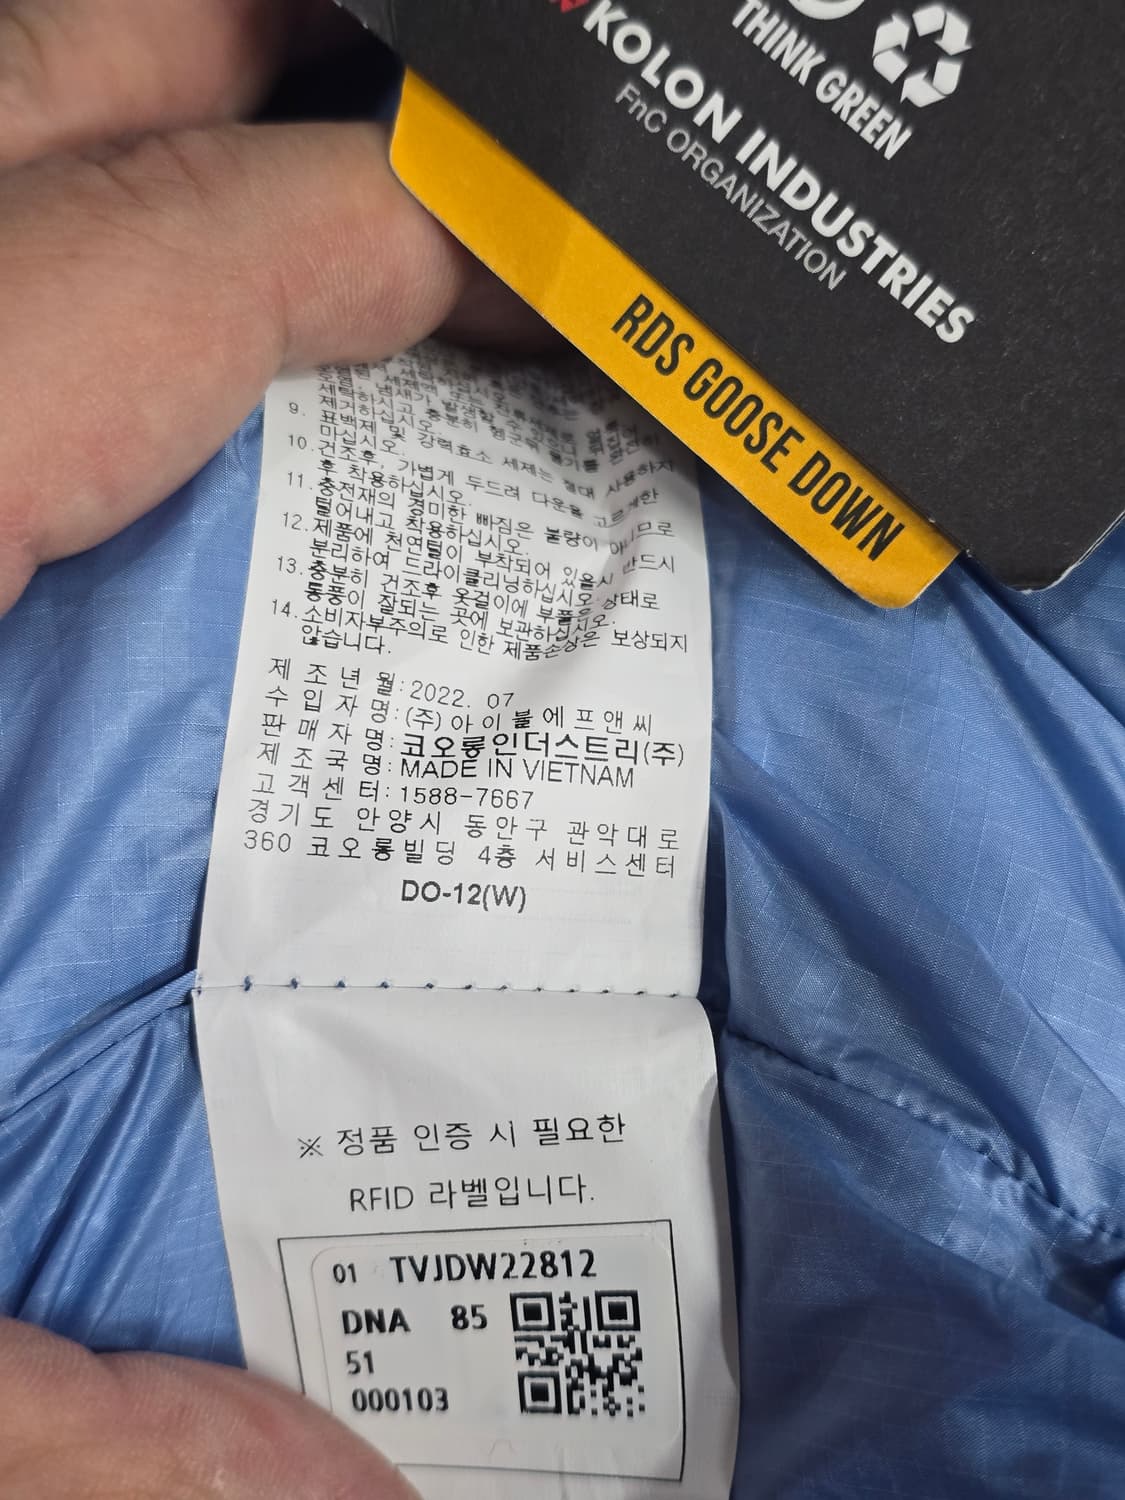 THINK GREEN
KOLON INDUSTRIES
FnC ORGANIZATION
RDS GOOSE DOWN
9. 표백제 및 강력효소 세제는 절대 사용하지
마십시오.
10. 건조후, 가볍게 두드려 다운을 고르게한
후 착용하십시오.
11. 충전재의 경미한 빠짐은 불량이 아니므로
털어내고 착용하십시오.
12. 제품에 천연털이 부착되어 있을시 반드시
분리하여 드라이클리닝하십시오.
13. 충분히 건조후 옷걸이에 부풀은 상태로
통풍이 잘되는 곳에 보관하십시오.
14. 소비자부주의로 인한 제품손상은 보상되지
않습니다.
제 조 년 월: 2022. 07
수 입 자 명: (주)아이블에프앤씨
판 매 자 명: 코오롱인더스트리(주)
제 조 국 명: MADE IN VIETNAM
고 객 센 터: 1588-7667
경기도 안양시 동안구 관악대로
360 코오롱빌딩 4층 서비스센터
DO-12(W)
※ 정품 인증 시 필요한
RFID 라벨입니다.
01 TVJDW22812
DNA 85
51
000103